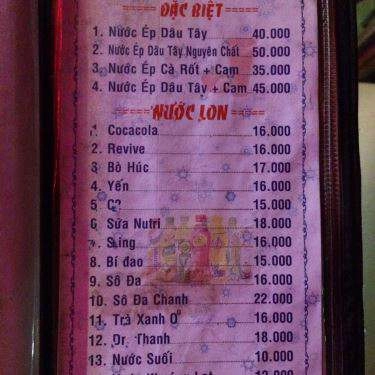 ĐẶC BIỆT
1. Nước Ép Dâu Tây 40.000
2. Nước Ép Dâu Tây Nguyên Chất 50.000
3. Nước Ép Cà Rốt + Cam 35.000
4. Nước Ép Dâu Tây + Cam 45.000
NƯỚC LON
1. Cocacola 16.000
2. Revive 16.000
3. Bò Húc 17.000
4. Yến 16.000
5 C2 15.000
6 Sữa Nutri 18.000
7. Sting 16.000
8. Bí đao 15.000
9. Sô Đa 16.000
10. Sô Đa Chanh 22.000
11. Trà Xanh O° 16.000
12. Dr. Thanh 18.000
13. Nước Suối 10.000
12.000